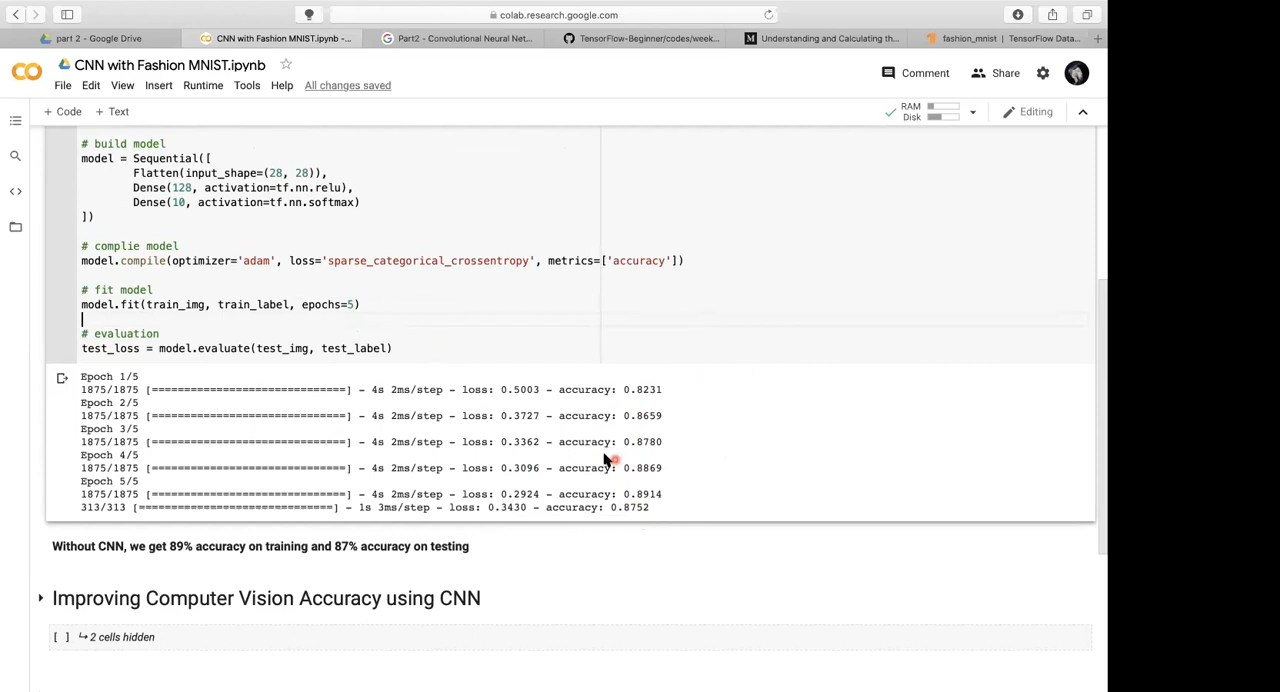 colab.research.google.com
part 2 - Google Drive
CNN with Fashion MNIST.ipynb -...
Part2 - Convolutional Neural Net...
TensorFlow-Beginner/codes/week...
Understanding and Calculating th...
fashion_mnist | TensorFlow Data...
CNN with Fashion MNIST.ipynb
Comment
Share
File Edit View Insert Runtime Tools Help All changes saved
+ Code + Text
RAM
Disk
Editing
# build model
model = Sequential([
Flatten(input_shape=(28, 28)),
Dense(128, activation=tf.nn.relu),
Dense(10, activation=tf.nn.softmax)
])
# complie model
model.compile(optimizer='adam', loss='sparse_categorical_crossentropy', metrics=['accuracy'])
# fit model
model.fit(train_img, train_label, epochs=5)
# evaluation
test_loss = model.evaluate(test_img, test_label)
Epoch 1/5
1875/1875 [==============================] - 4s 2ms/step - loss: 0.5003 - accuracy: 0.8231
Epoch 2/5
1875/1875 [==============================] - 4s 2ms/step - loss: 0.3727 - accuracy: 0.8659
Epoch 3/5
1875/1875 [==============================] - 4s 2ms/step - loss: 0.3362 - accuracy: 0.8780
Epoch 4/5
1875/1875 [==============================] - 4s 2ms/step - loss: 0.3096 - accuracy: 0.8869
Epoch 5/5
1875/1875 [==============================] - 4s 2ms/step - loss: 0.2924 - accuracy: 0.8914
313/313 [==============================] - 1s 3ms/step - loss: 0.3430 - accuracy: 0.8752
Without CNN, we get 89% accuracy on training and 87% accuracy on testing
Improving Computer Vision Accuracy using CNN
[ ] ↪ 2 cells hidden